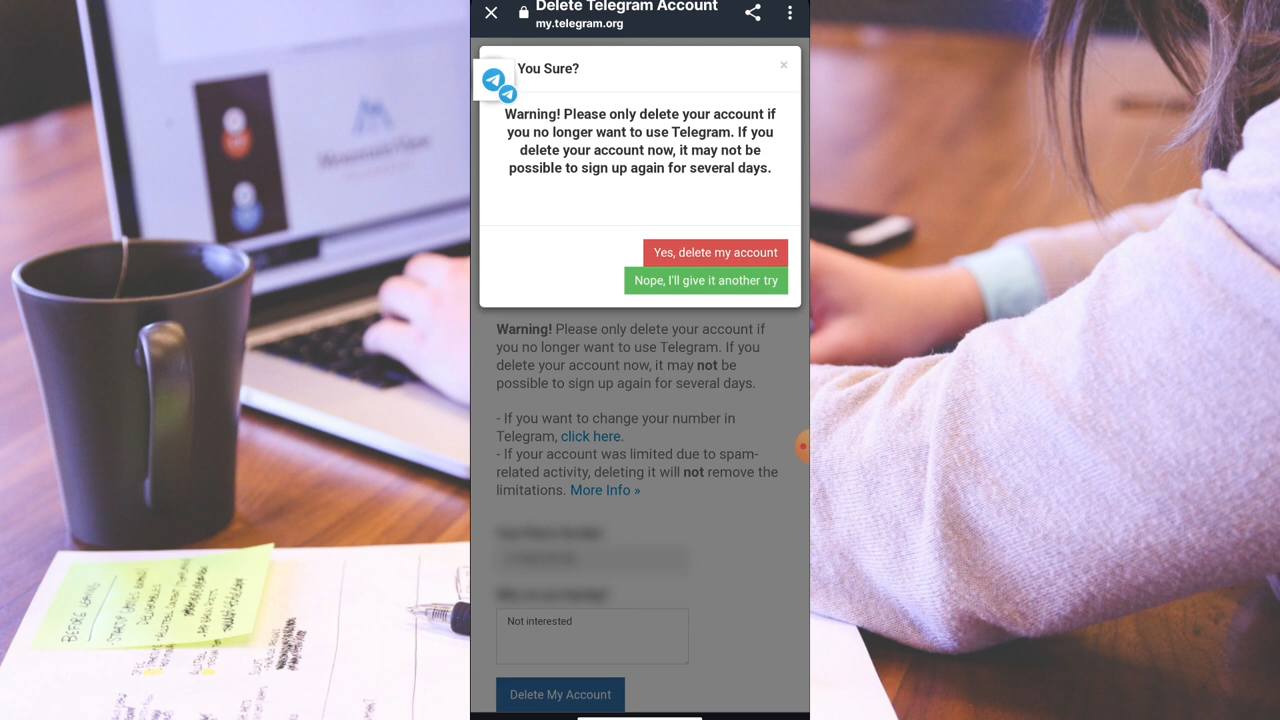 Delete Telegram Account
my.telegram.org
You Sure?
×
Warning! Please only delete your account if
you no longer want to use Telegram. If you
delete your account now, it may not be
possible to sign up again for several days.
Yes, delete my account
Nope, I'll give it another try
Warning! Please only delete your account if
you no longer want to use Telegram. If you
delete your account now, it may not be
possible to sign up again for several days.
- If you want to change your number in
Telegram, click here.
- If your account was limited due to spam-
related activity, deleting it will not remove the
limitations. More Info »
Not interested
Delete My Account
BEFORE